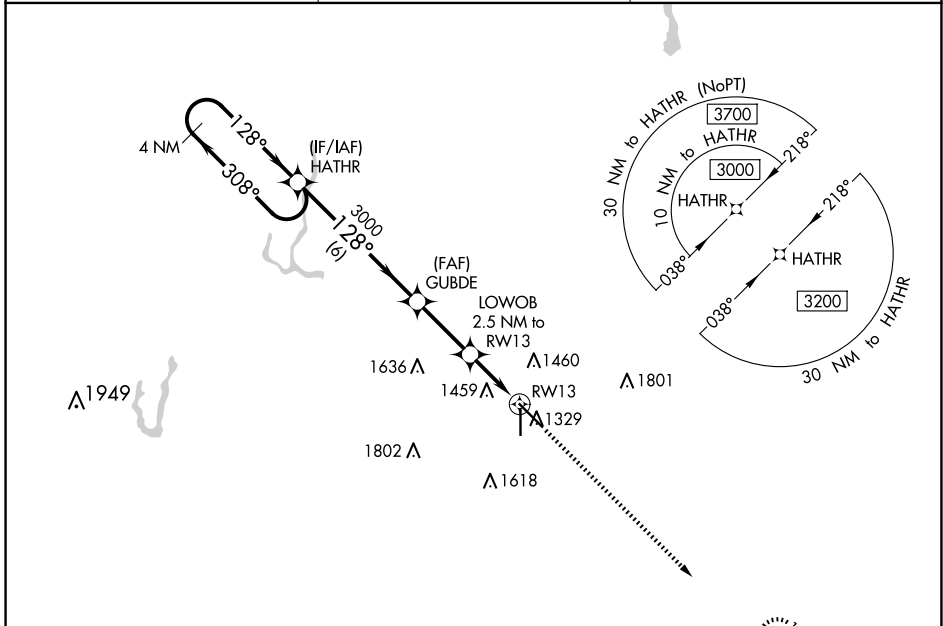 4 NM
128°
308°
(IF/IAF)
HATHR
3000
128°
(6)
(FAF)
GUBDE
LOWOB
2.5 NM to
RW13
1636
1459
1460
1801
RW13
1329
1949
1802
1618
30 NM to HATHR (NoPT)
3700
10 NM to HATHR
3000
218°
HATHR
038°
218°
HATHR
038°
3200
30 NM to HATHR